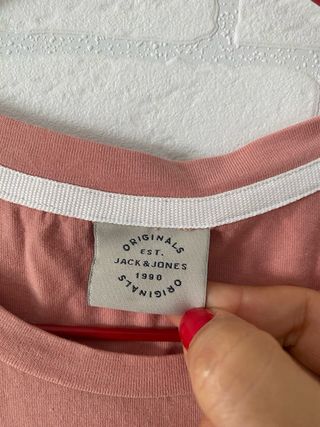 ORIGINALS
EST.
JACK&JONES
1990
ORIGINALS